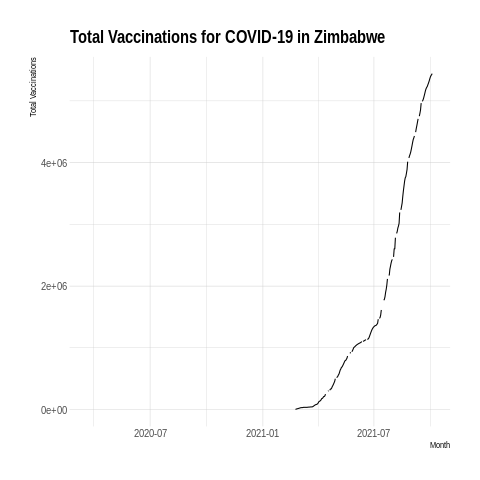 Total Vaccinations for COVID-19 in Zimbabwe
Total Vaccinations
4e+06
2e+06
0e+00
2020-07 2021-01 2021-07
Month